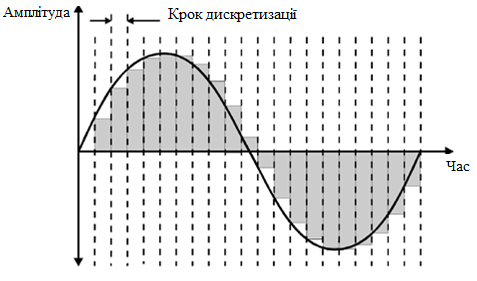 Амплітуда
Крок дискретизації
Час